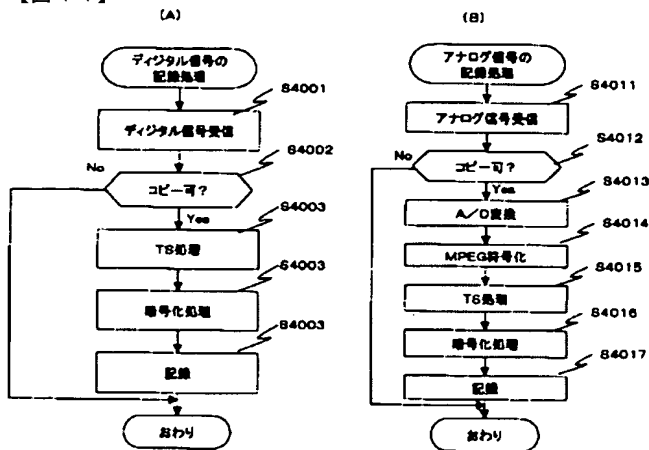 (A)
ディジタル信号の
記録処理
S4001
ディジタル信号受信
S4002
No
コピー可?
Yes
S4003
TS処理
S4003
暗号化処理
S4003
記録
おわり
(B)
アナログ信号の
記録処理
S4011
アナログ信号受信
S4012
No
コピー可?
Yes
S4013
A/D変換
S4014
MPEG符号化
S4015
TS処理
S4016
暗号化処理
S4017
記録
おわり